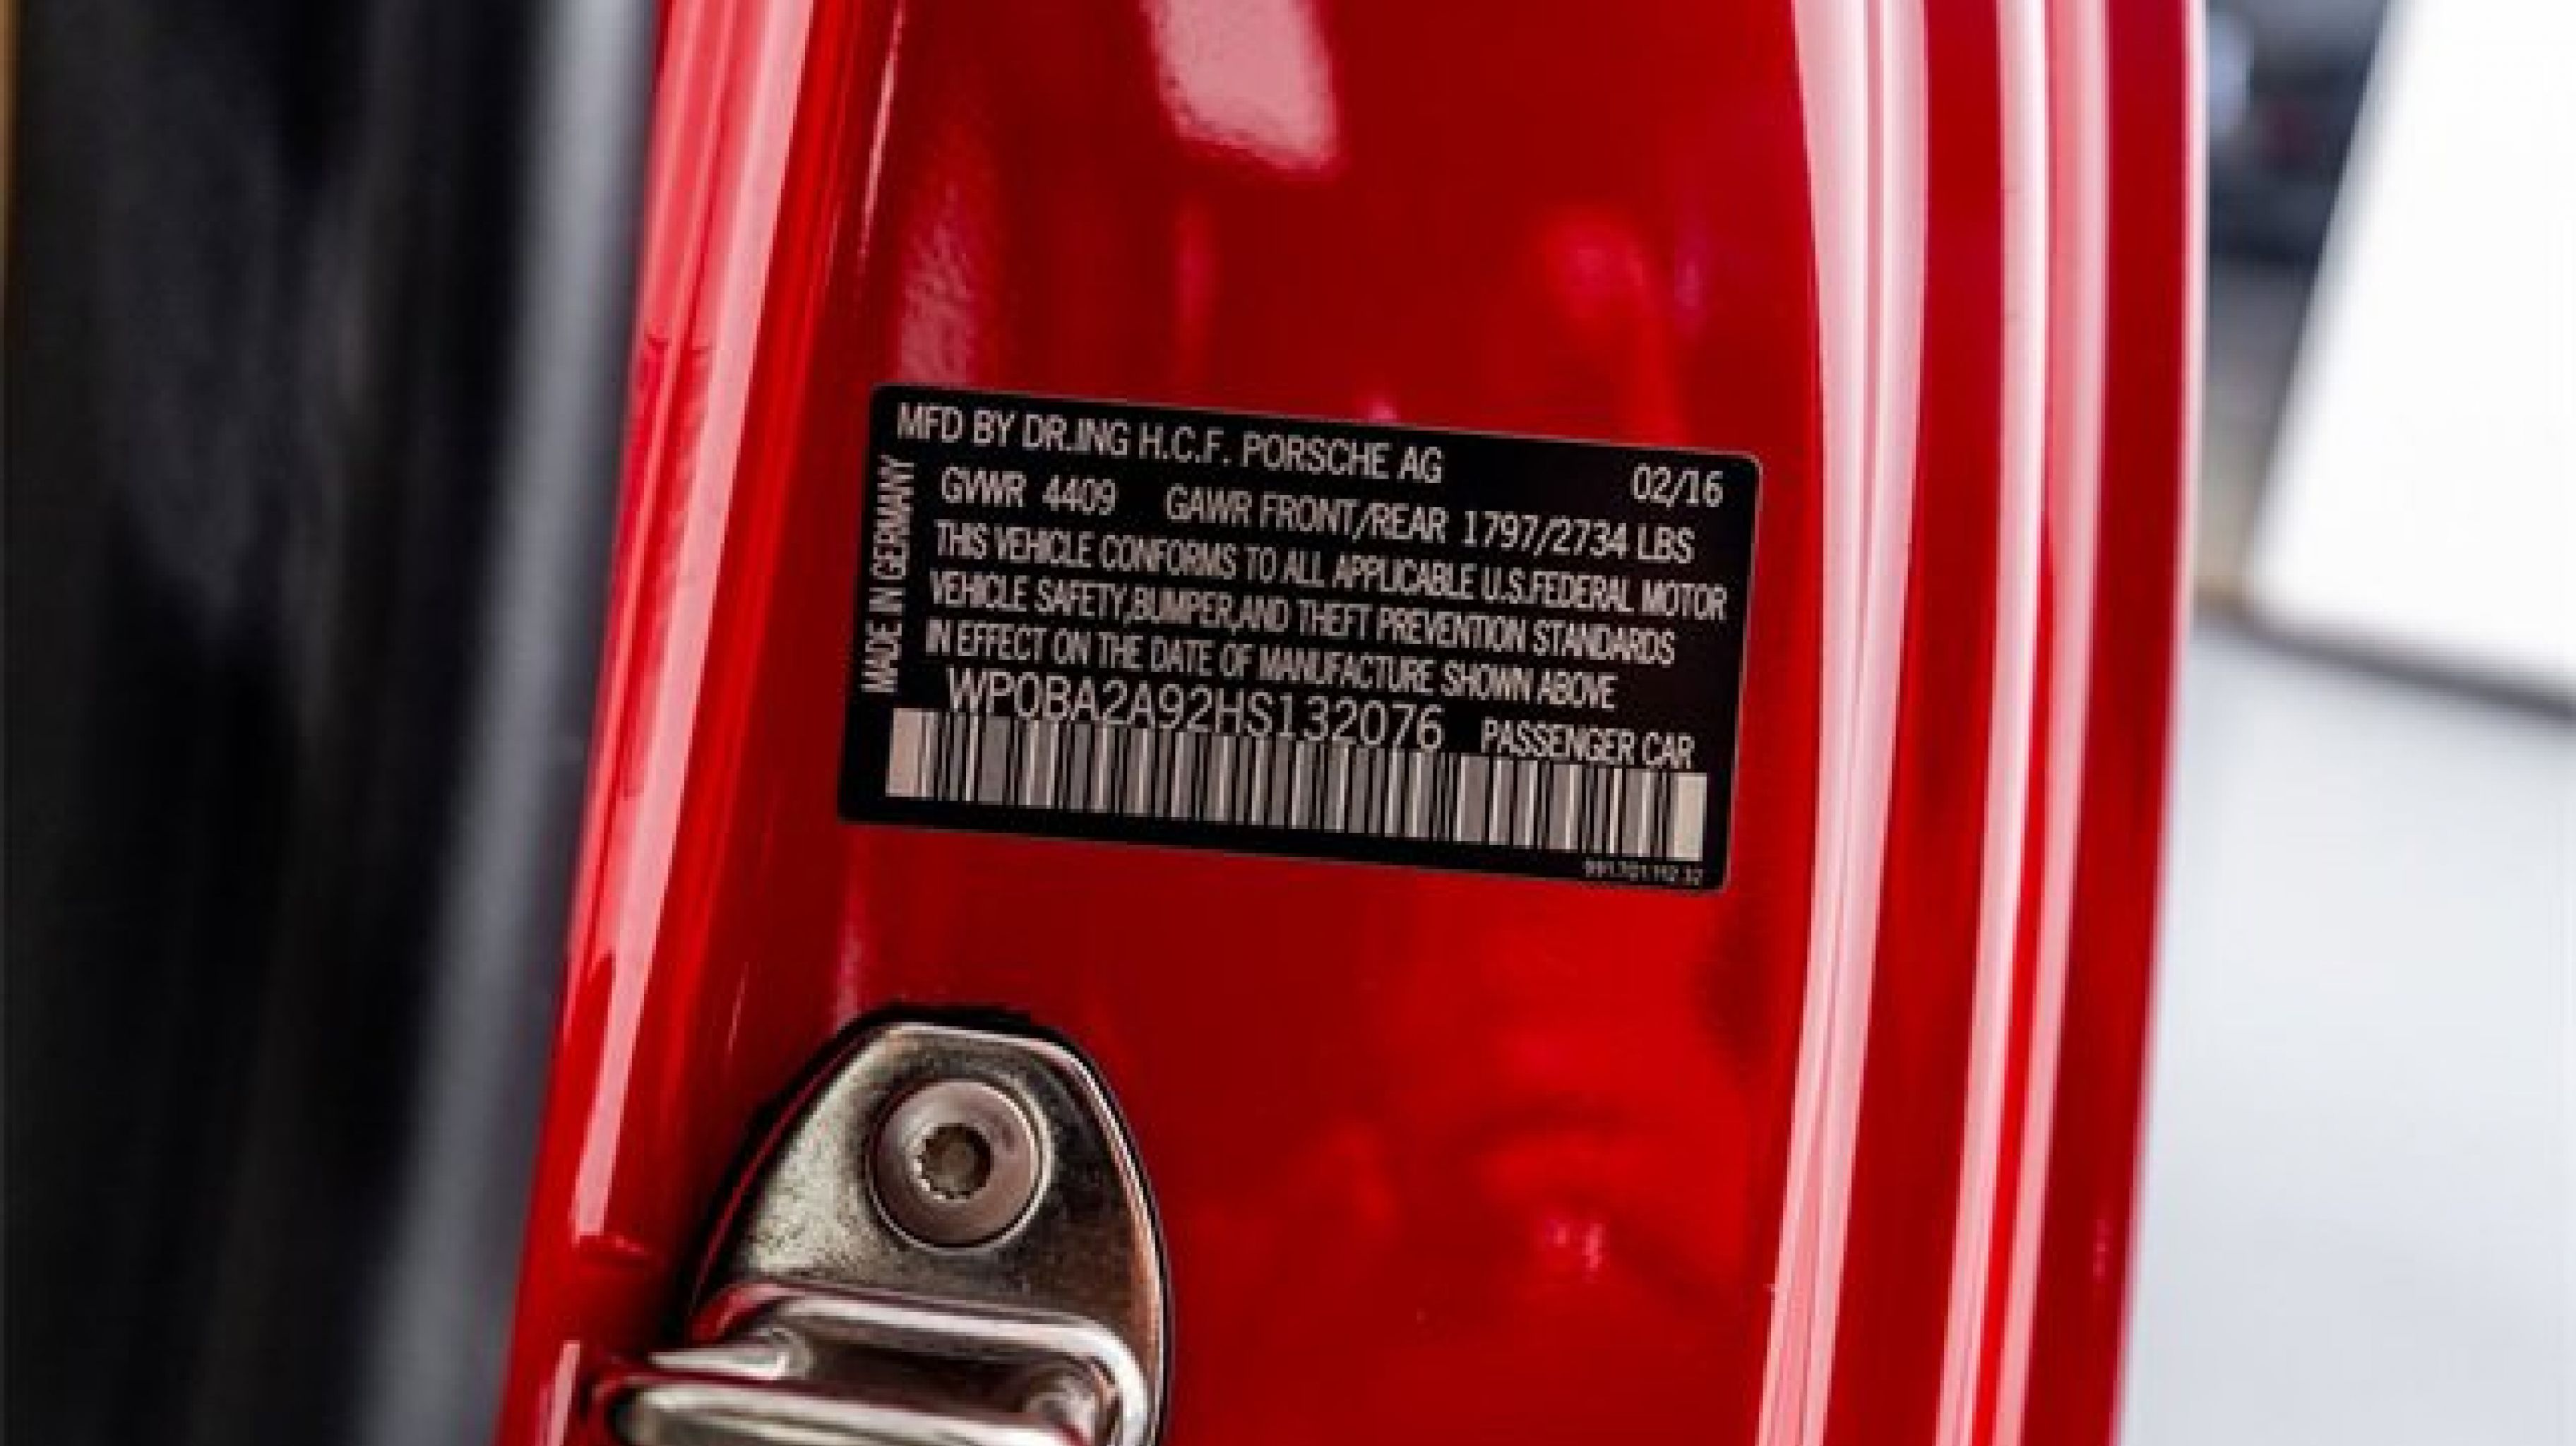 MFD BY DR.ING H.C.F. PORSCHE AG
02/16
GVWR 4409 GAWR FRONT/REAR 1797/2734 LBS
THIS VEHICLE CONFORMS TO ALL APPLICABLE U.S.FEDERAL MOTOR
VEHICLE SAFETY,BUMPER,AND THEFT PREVENTION STANDARDS
IN EFFECT ON THE DATE OF MANUFACTURE SHOWN ABOVE
WP0BA2A92HS132076 PASSENGER CAR
MADE IN GERMANY